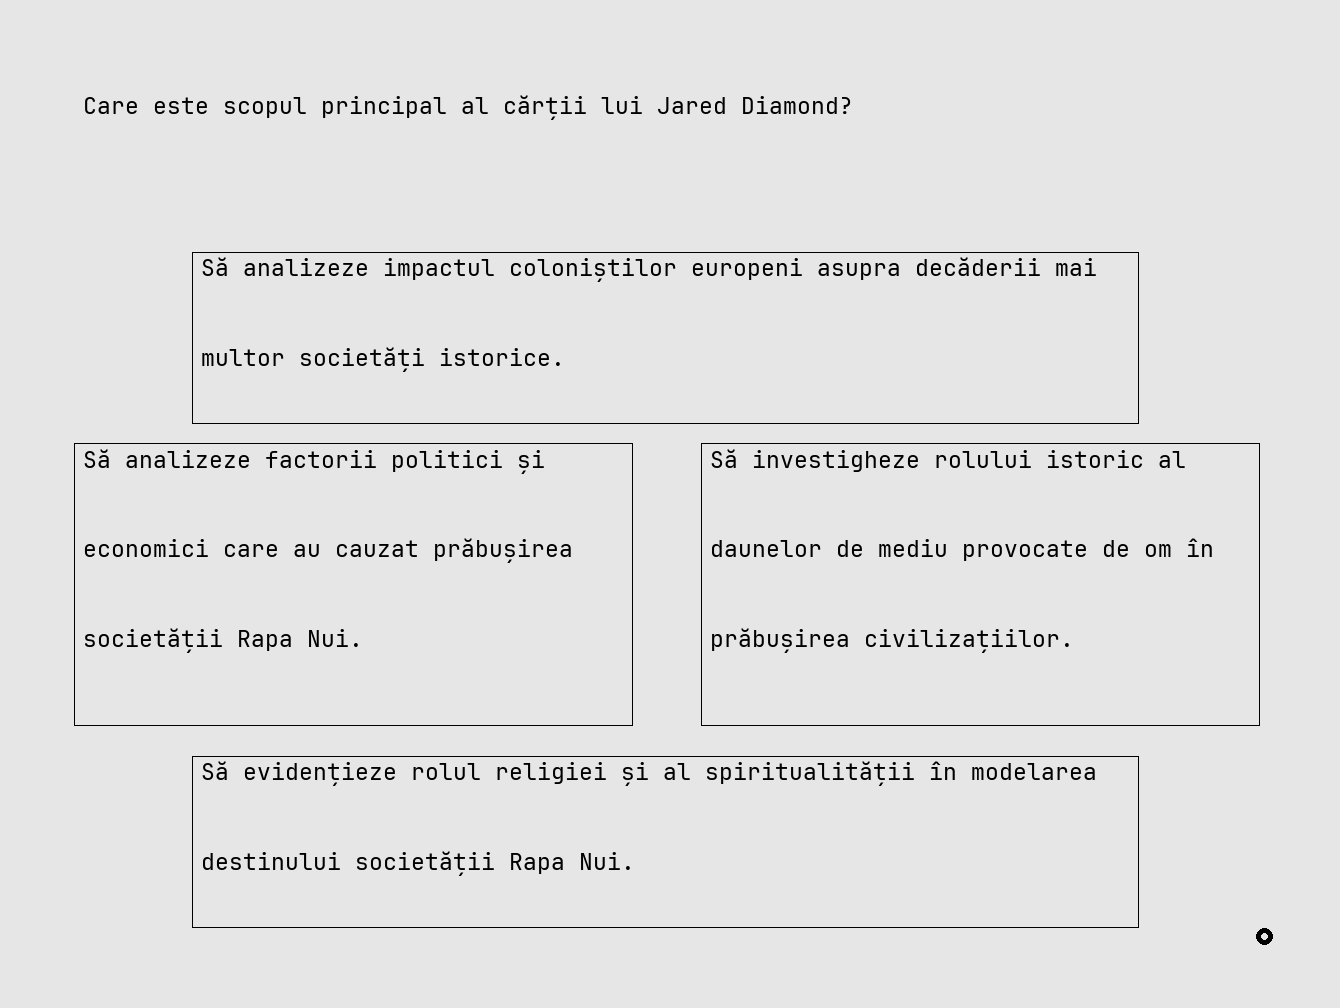 Care este scopul principal al cărții lui Jared Diamond?
Să analizeze impactul coloniștilor europeni asupra decăderii mai
multor societăți istorice.
Să analizeze factorii politici și
economici care au cauzat prăbușirea
societății Rapa Nui.
Să investigheze rolului istoric al
daunelor de mediu provocate de om în
prăbușirea civilizațiilor.
Să evidențieze rolul religiei și al spiritualității în modelarea
destinului societății Rapa Nui.